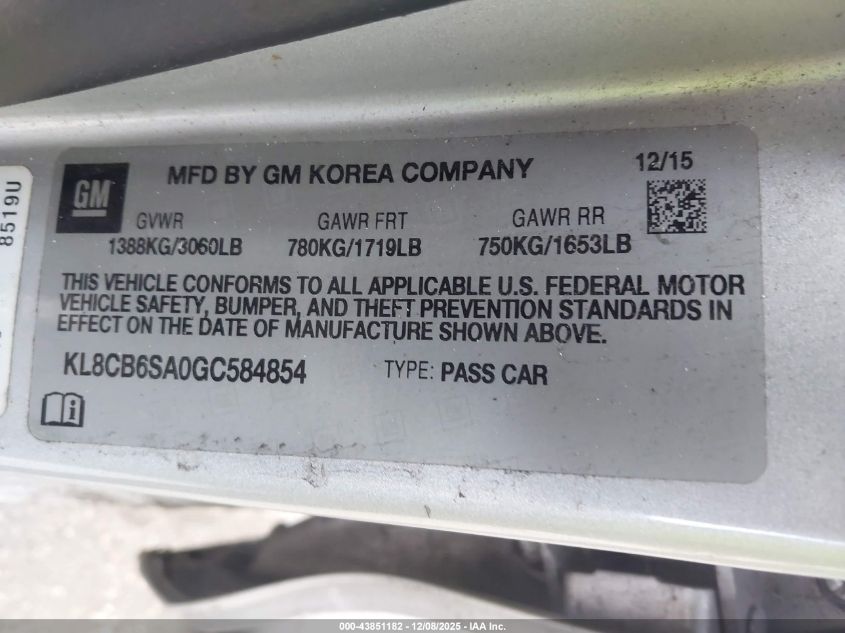 8519U
GM
MFD BY GM KOREA COMPANY
12/15
GVWR GAWR FRT GAWR RR
1388KG/3060LB 780KG/1719LB 750KG/1653LB
THIS VEHICLE CONFORMS TO ALL APPLICABLE U.S. FEDERAL MOTOR
VEHICLE SAFETY, BUMPER, AND THEFT PREVENTION STANDARDS IN
EFFECT ON THE DATE OF MANUFACTURE SHOWN ABOVE.
KL8CB6SA0GC584854 TYPE: PASS CAR
i
000-43851182 - 12/08/2025 - IAA Inc.